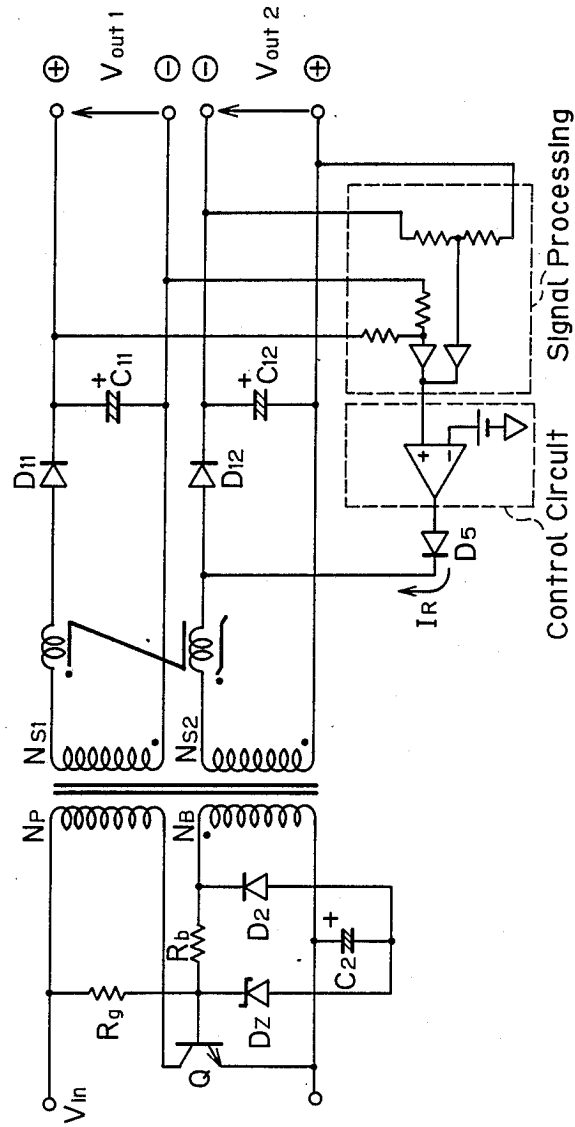 Vin
Rg
Rb
Q
DZ
D2
C2
+
NP
NB
NS1
NS2
D11
D12
+
C11
+
C12
+
Vout 1
−
−
Vout 2
+
IR
D5
+
−
Control Circuit
Signal Processing